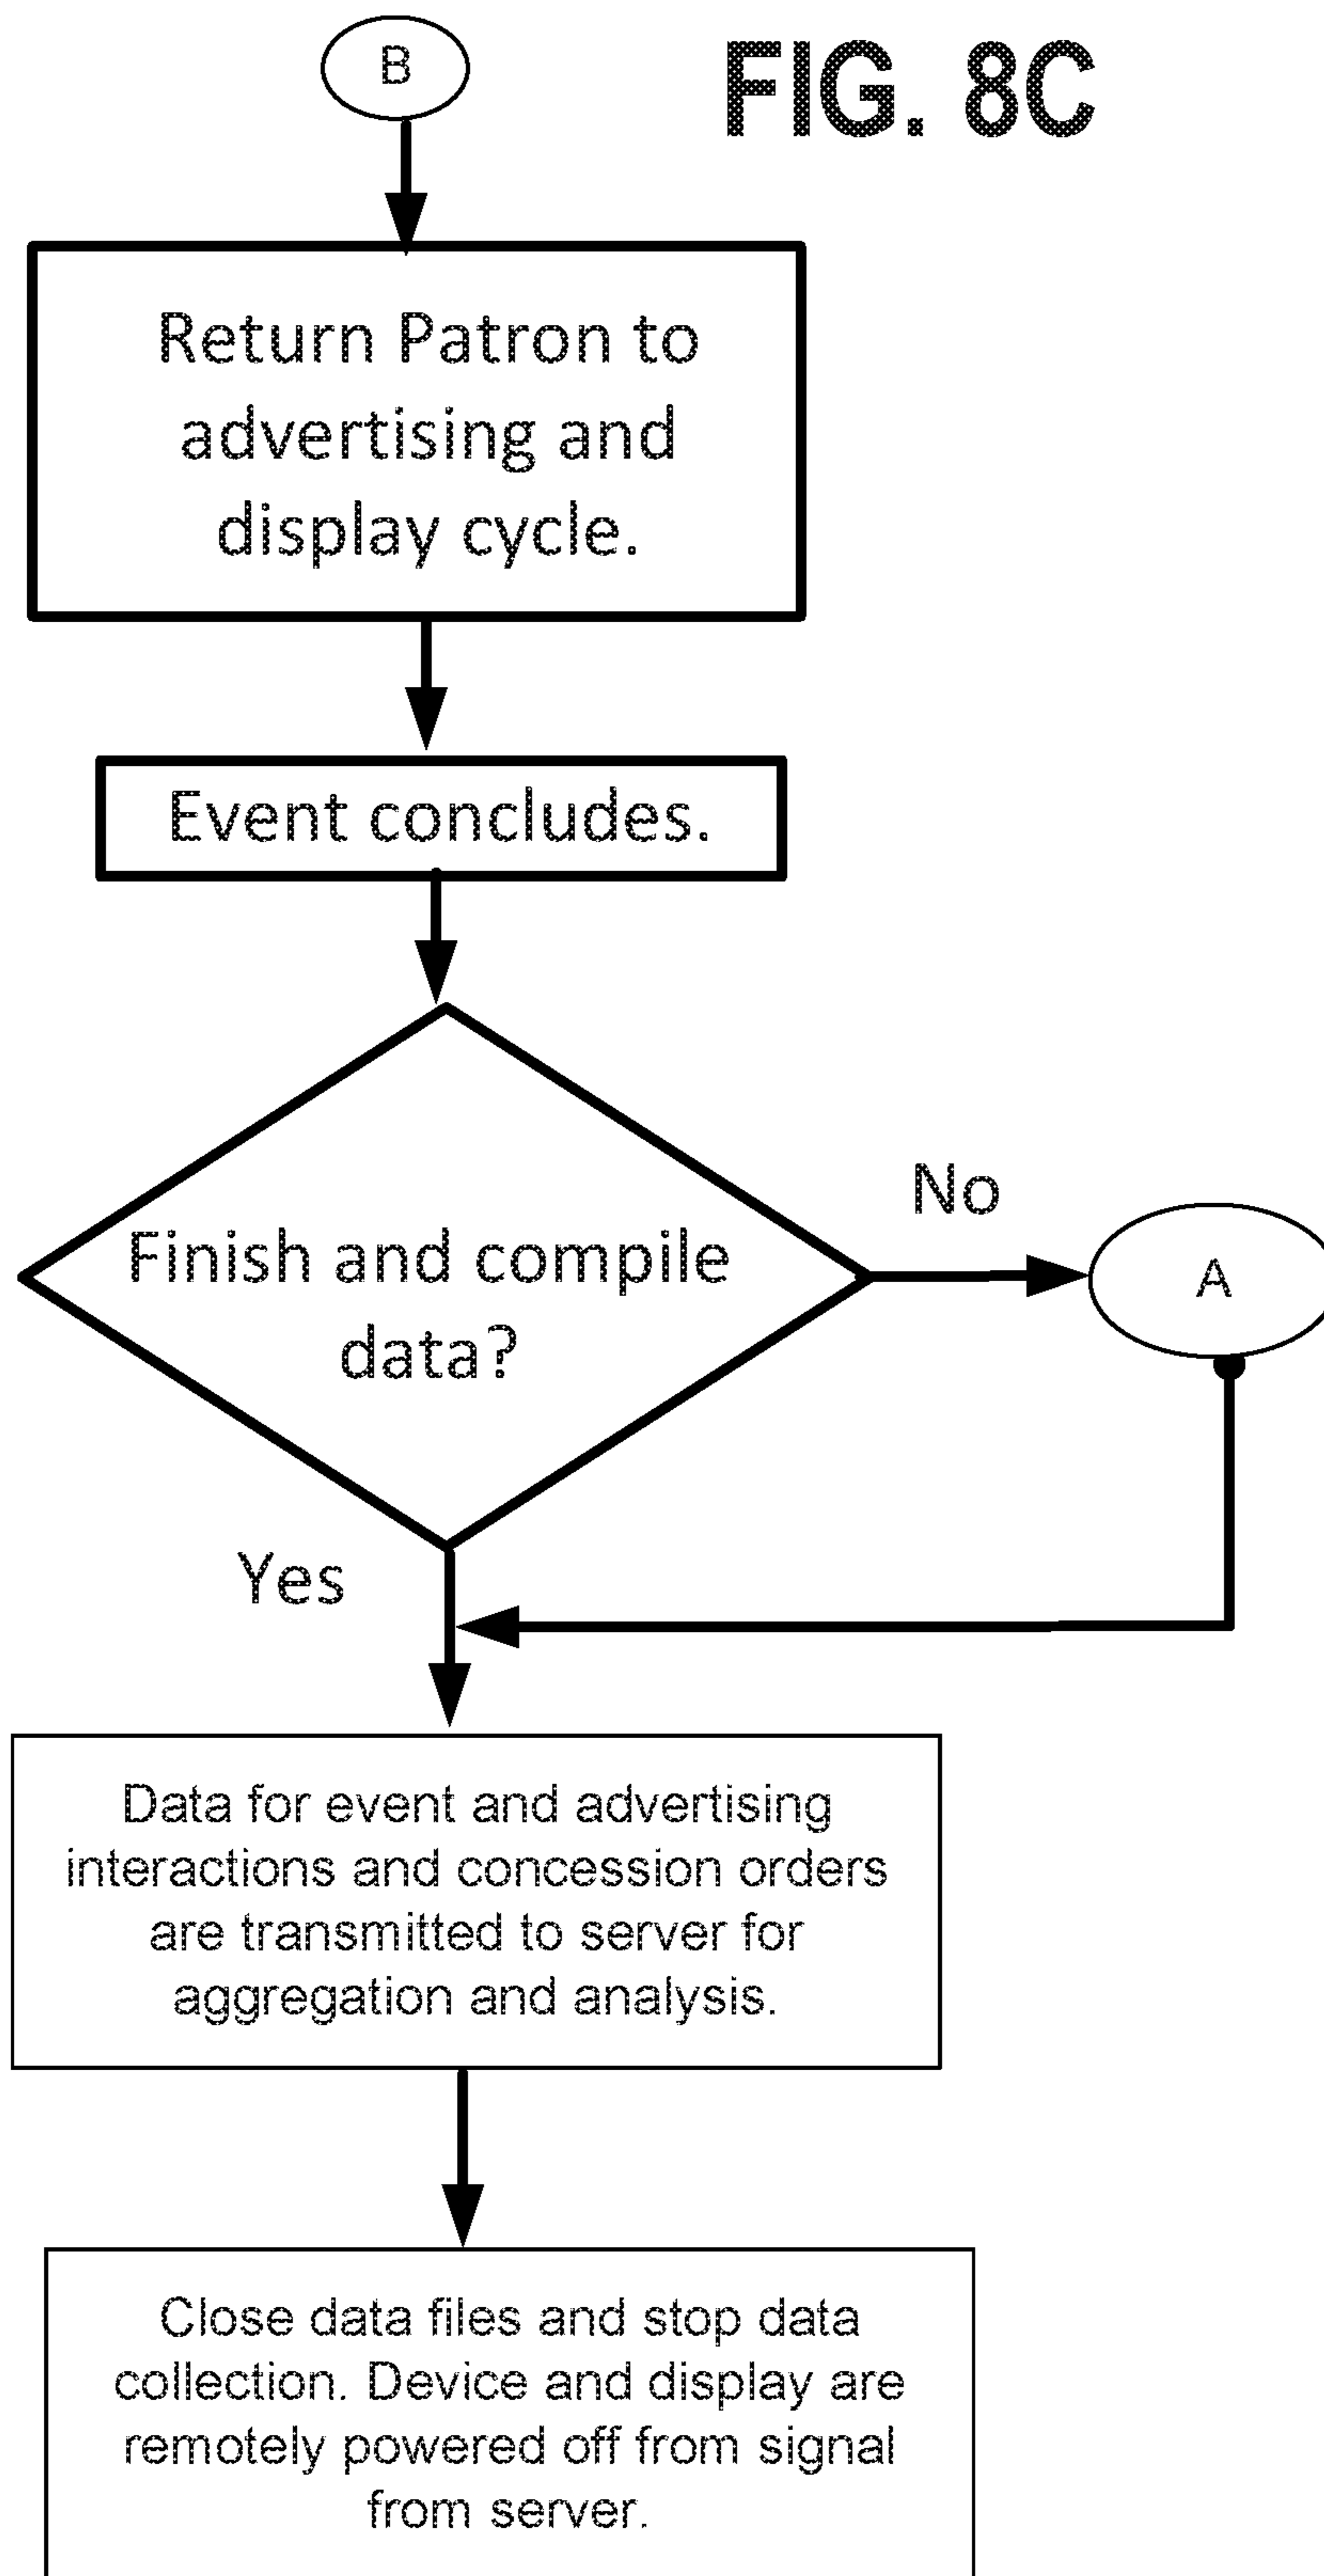 B
FIG. 8C
Return Patron to
advertising and
display cycle.
Event concludes.
Finish and compile
data?
No
A
Yes
Data for event and advertising
interactions and concession orders
are transmitted to server for
aggregation and analysis.
Close data files and stop data
collection. Device and display are
remotely powered off from signal
from server.